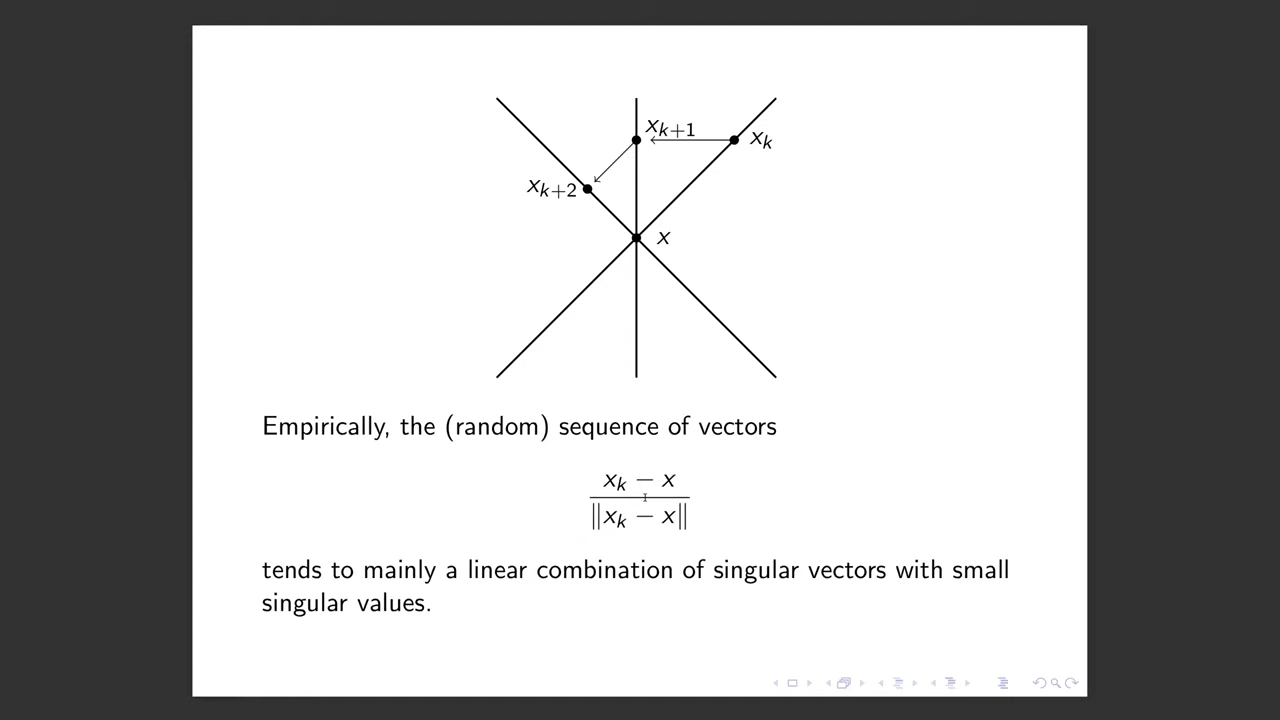 x_{k+1}
x_k
x_{k+2}
x
Empirically, the (random) sequence of vectors
\frac{x_k - x}{\|x_k - x\|}
tends to mainly a linear combination of singular vectors with small
singular values.